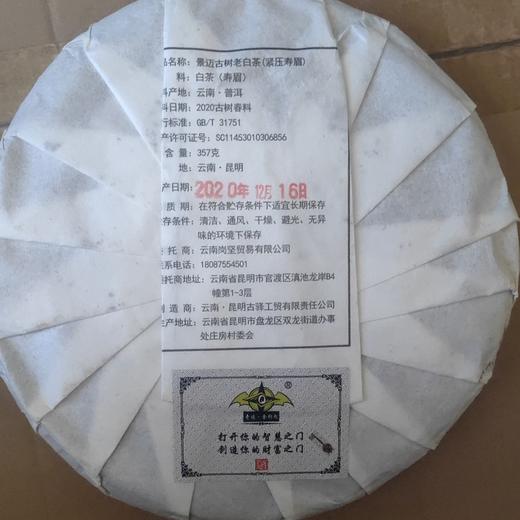 品名称：景迈古树老白茶(紧压寿眉)
料：白茶（寿眉）
料产地：云南·普洱
料日期：2020古树春料
行标准：GB/T 31751
产许可证号：SC11453010306856
含量：357克
地：云南·昆明
产日期：2020年12月16日
质期：在符合贮存条件下适宜长期保存
存条件：清洁、通风、干燥、避光、无异
味的环境下保存
托商：云南岗坚贸易有限公司
系电话：18087554501
托商地址：云南省昆明市官渡区滇池龙岸B4
幢第1-3层
制造商：云南·昆明古驿工贸有限责任公司
生产地址：云南省昆明市盘龙区双龙街道办事
处庄房村委会
®
打开你的智慧之门
创造你的财富之门